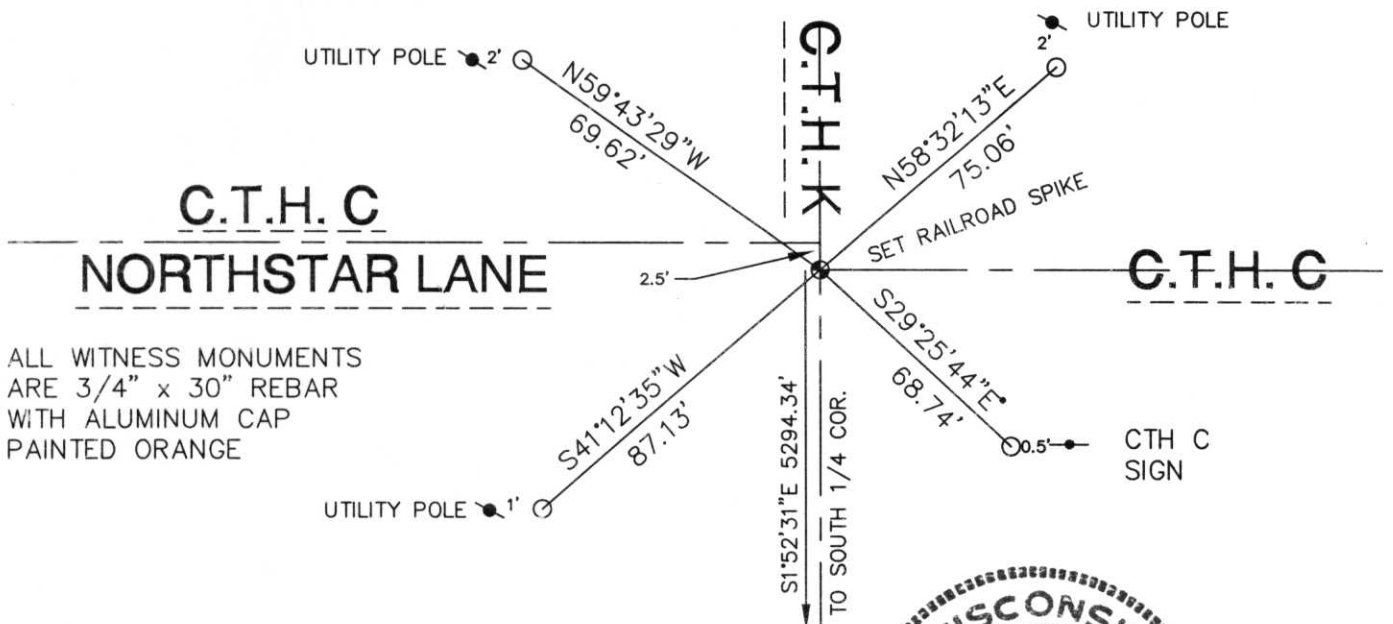 UTILITY POLE
2'
N59°43'29"W
69.62'
C.T.H. K
UTILITY POLE
2'
N58°32'13"E
75.06'
SET RAILROAD SPIKE
C.T.H. C
NORTHSTAR LANE
2.5'
C.T.H. C
ALL WITNESS MONUMENTS
ARE 3/4" x 30" REBAR
WITH ALUMINUM CAP
PAINTED ORANGE
S41°12'35"W
87.13'
UTILITY POLE
1'
S1°52'31"E 5294.34'
TO SOUTH 1/4 COR.
S29°25'44"E
68.74'
0.5'
CTH C
SIGN